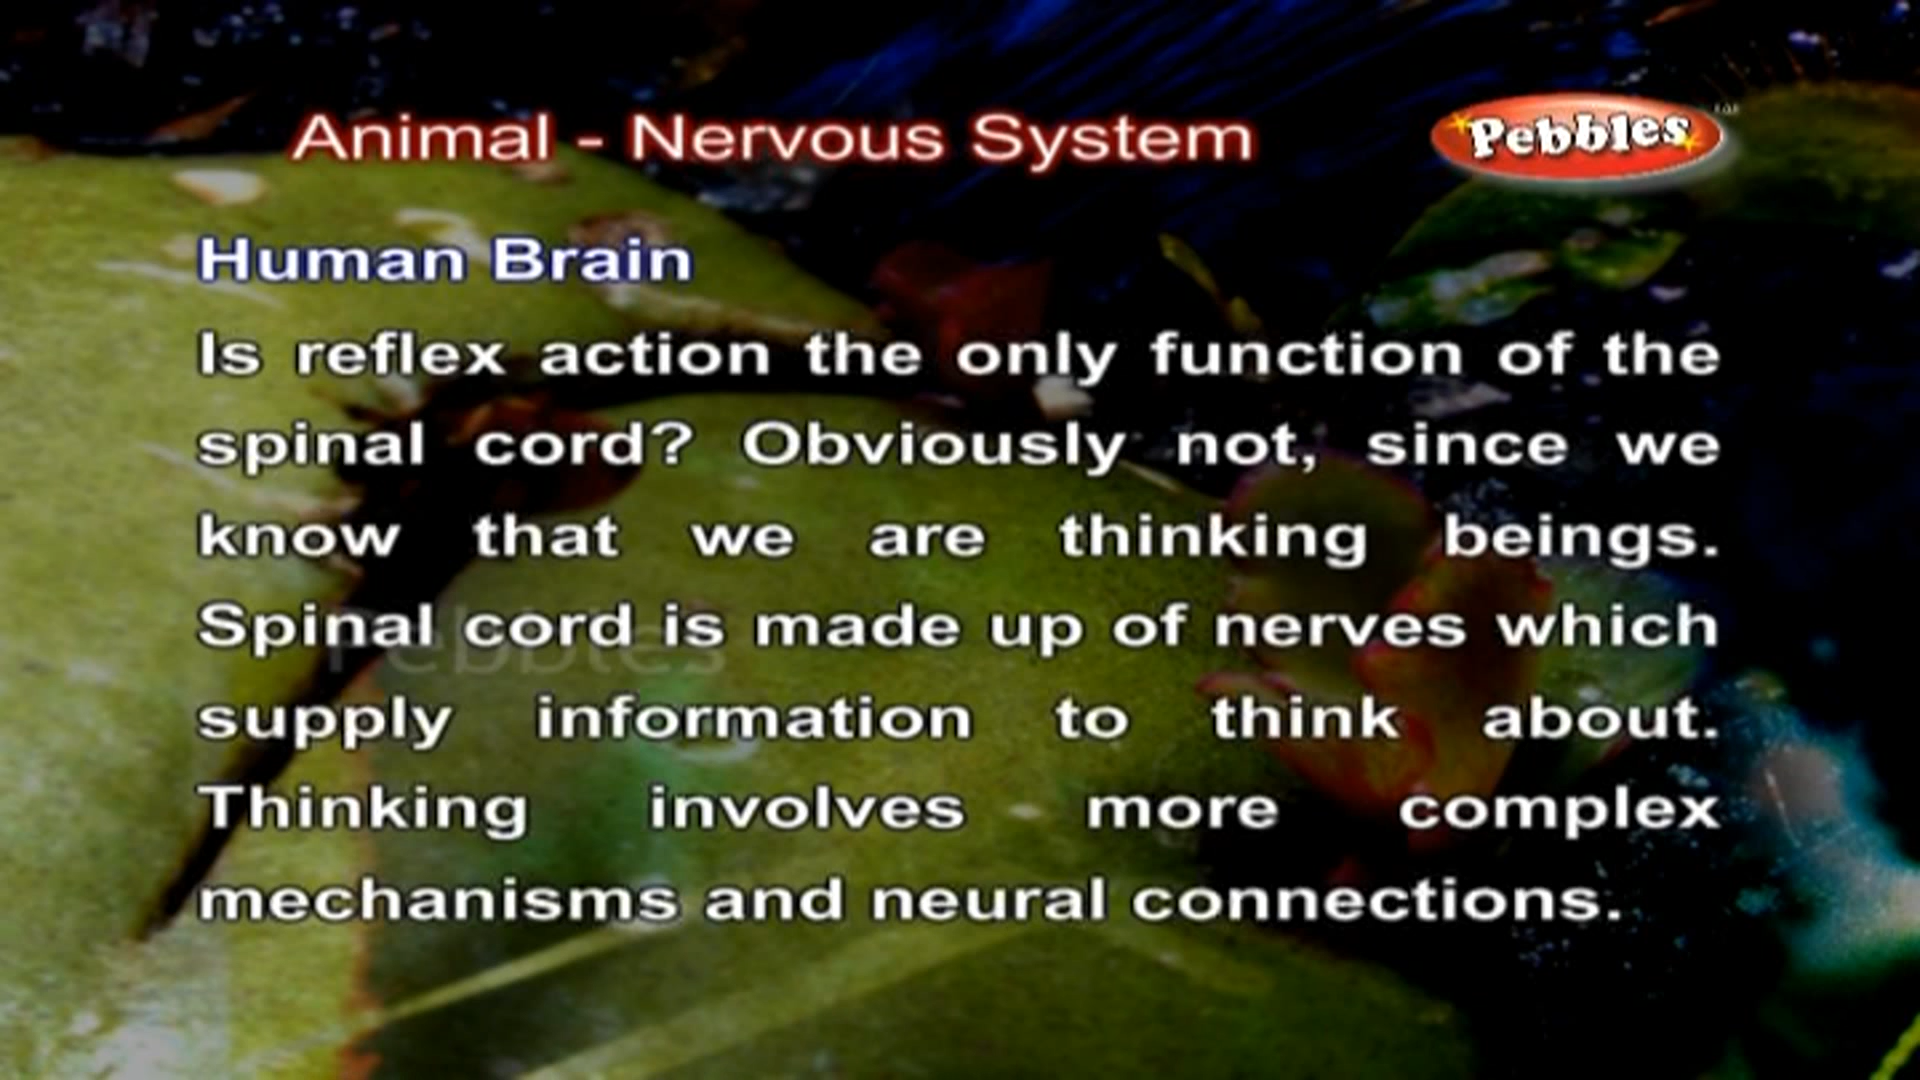 Animal - Nervous System
Pebbles
Human Brain
Is reflex action the only function of the
spinal cord? Obviously not, since we
know that we are thinking beings.
Spinal cord is made up of nerves which
supply information to think about.
Thinking involves more complex
mechanisms and neural connections.
Pebbles